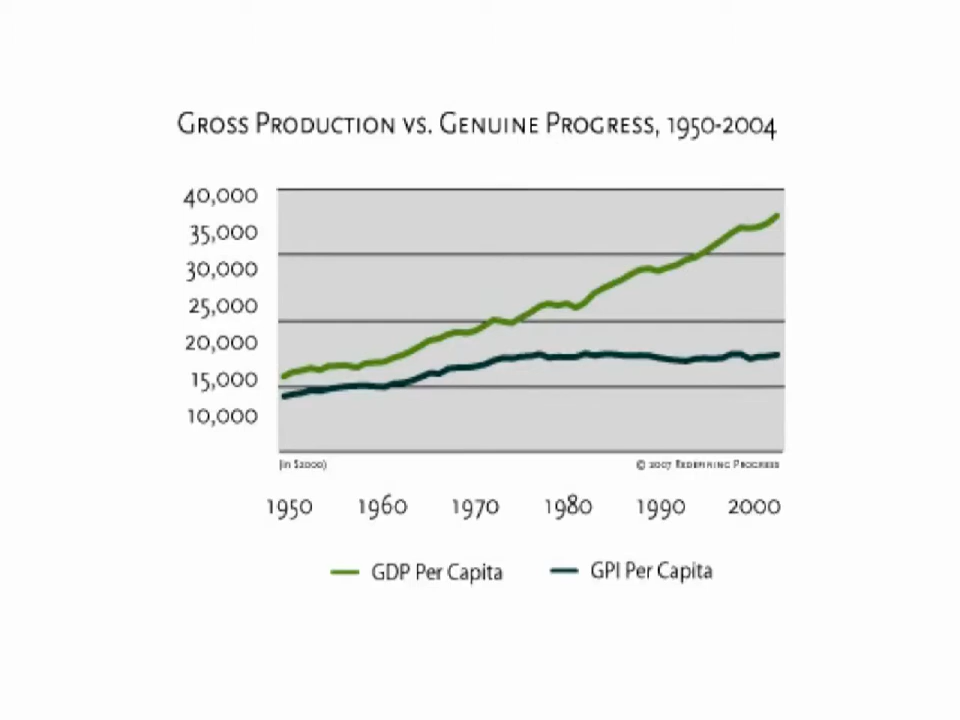 Gross Production vs. Genuine Progress, 1950-2004
40,000
35,000
30,000
25,000
20,000
15,000
10,000
(in $2000)
© 2007 Redefining Progress
1950 1960 1970 1980 1990 2000
GDP Per Capita
GPI Per Capita